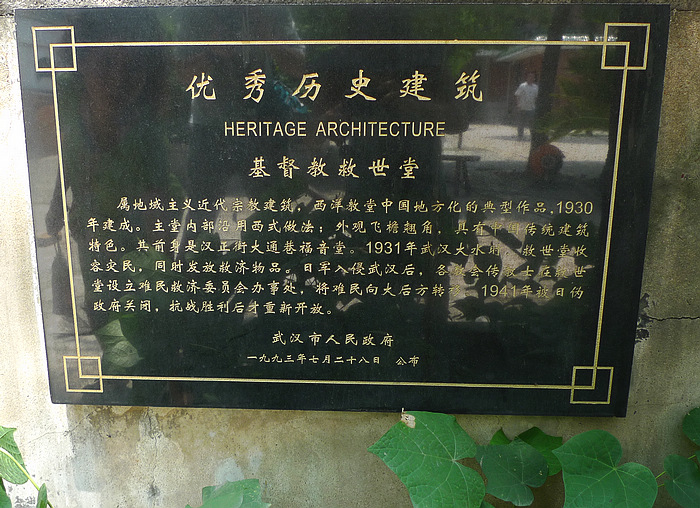 优秀历史建筑
HERITAGE ARCHITECTURE
基督教救世堂
属地域主义近代宗教建筑，西洋教堂中国地方化的典型作品，1930
年建成。主堂内部沿用西式做法；外观飞檐翘角，具有中国传统建筑
特色。其前身是汉正街大通巷福音堂。1931年武汉大水时，救世堂收
容灾民，同时发放救济物品。日军入侵武汉后，各教会传教士在救世
堂设立难民救济委员会办事处，将难民向大后方转移。1941年被日伪
政府关闭，抗战胜利后才重新开放。
武汉市人民政府
一九九三年七月二十八日 公布